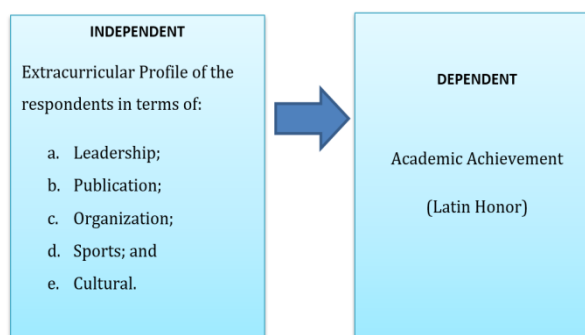 INDEPENDENT
Extracurricular Profile of the
respondents in terms of:
a. Leadership;
b. Publication;
c. Organization;
d. Sports; and
e. Cultural.
DEPENDENT
Academic Achievement
(Latin Honor)